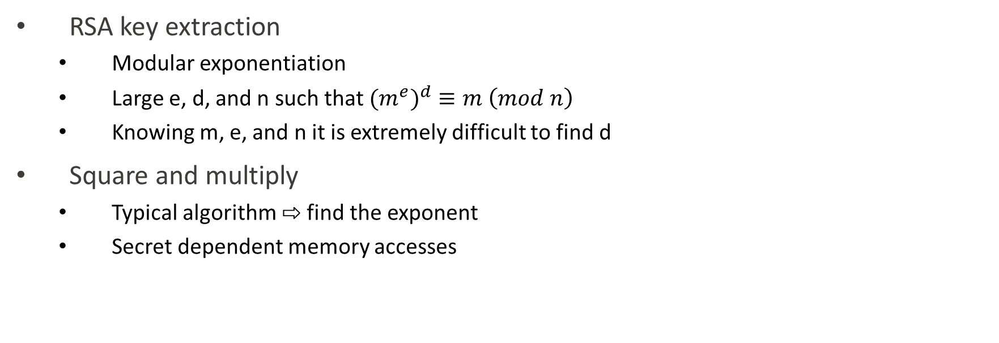 • RSA key extraction
• Modular exponentiation
• Large e, d, and n such that (mᵉ)ᵈ ≡ m (mod n)
• Knowing m, e, and n it is extremely difficult to find d
• Square and multiply
• Typical algorithm ⇨ find the exponent
• Secret dependent memory accesses